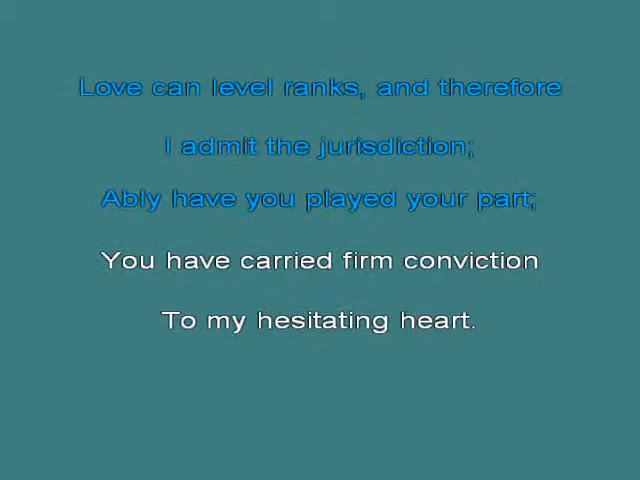 Love can level ranks, and therefore
I admit the jurisdiction;
Ably have you played your part;
You have carried firm conviction
To my hesitating heart.